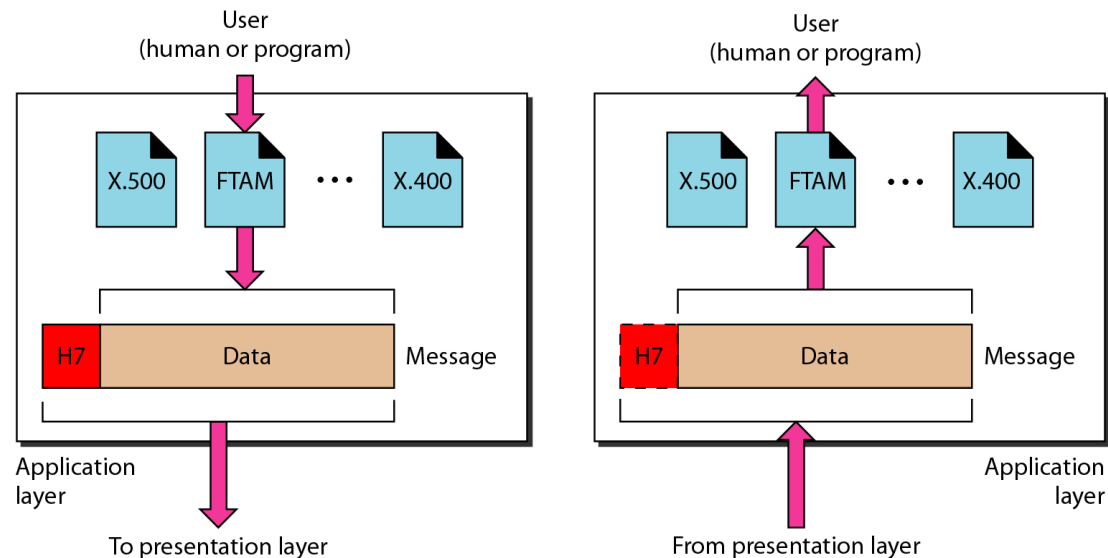 User
(human or program)
X.500
FTAM
...
X.400
H7
Data
Message
Application
layer
To presentation layer
User
(human or program)
X.500
FTAM
...
X.400
H7
Data
Message
Application
layer
From presentation layer